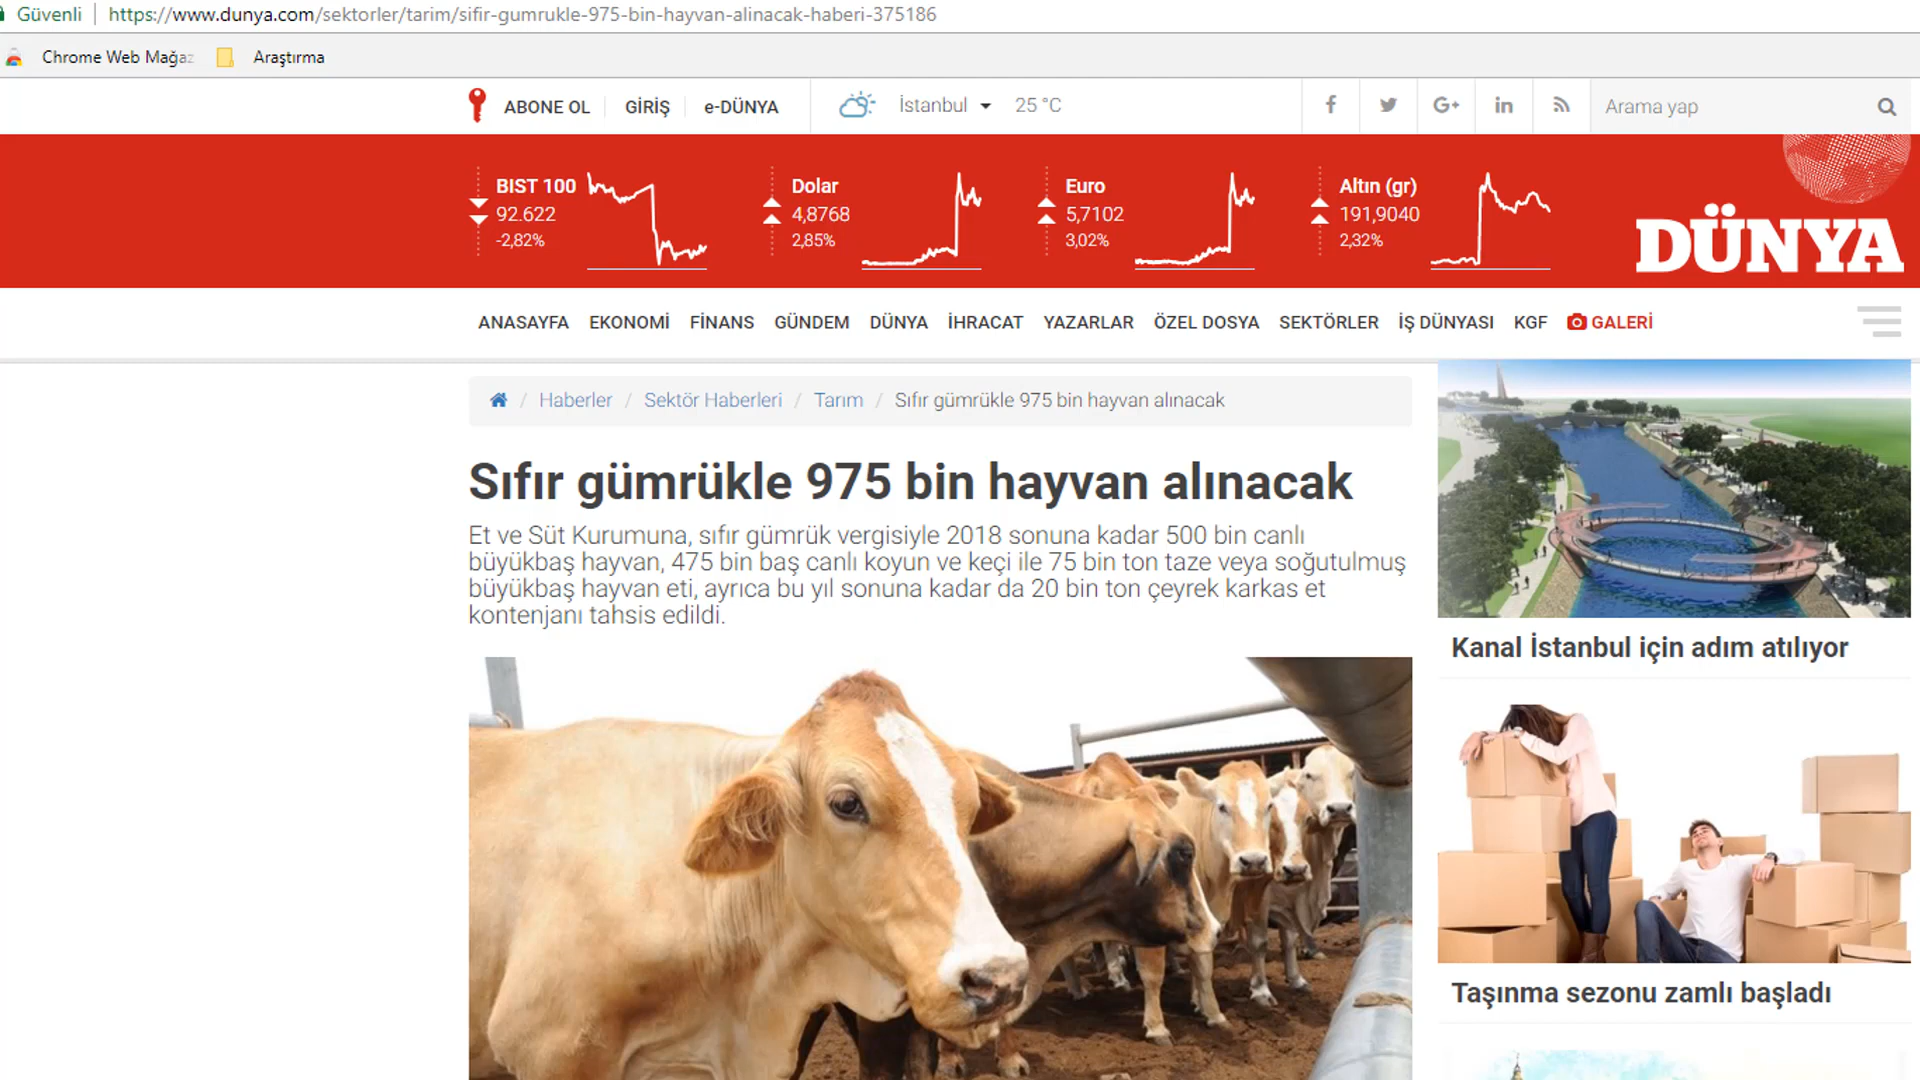 Güvenli
https://www.dunya.com/sektorler/tarim/sifir-gumrukle-975-bin-hayvan-alinacak-haberi-375186
Chrome Web Mağaz
Araştırma
ABONE OL
GİRİŞ
e-DÜNYA
İstanbul
25 °C
Arama yap
BIST 100
92.622
-2,82%
Dolar
4,8768
2,85%
Euro
5,7102
3,02%
Altın (gr)
191,9040
2,32%
DÜNYA
ANASAYFA EKONOMİ FİNANS GÜNDEM DÜNYA İHRACAT YAZARLAR ÖZEL DOSYA SEKTÖRLER İŞ DÜNYASI KGF GALERİ
/ Haberler / Sektör Haberleri / Tarım / Sıfır gümrükle 975 bin hayvan alınacak
Sıfır gümrükle 975 bin hayvan alınacak
Et ve Süt Kurumuna, sıfır gümrük vergisiyle 2018 sonuna kadar 500 bin canlı
büyükbaş hayvan, 475 bin baş canlı koyun ve keçi ile 75 bin ton taze veya soğutulmuş
büyükbaş hayvan eti, ayrıca bu yıl sonuna kadar da 20 bin ton çeyrek karkas et
kontenjanı tahsis edildi.
Kanal İstanbul için adım atılıyor
Taşınma sezonu zamlı başladı